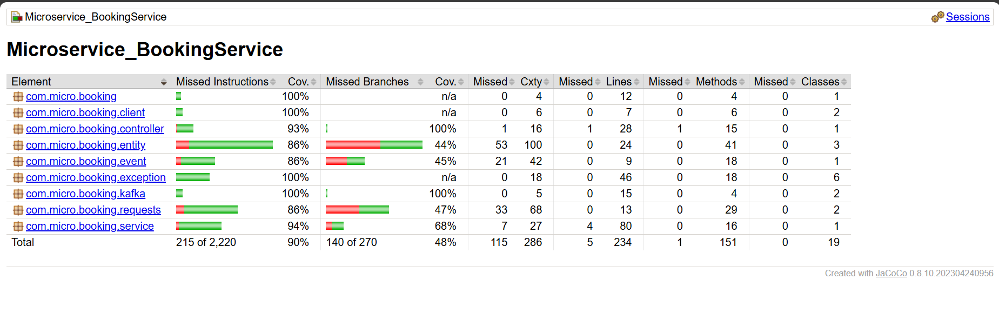 Microservice_BookingService Sessions
Microservice_BookingService
Element Missed Instructions Cov. Missed Branches Cov. Missed Cxty Missed Lines Missed Methods Missed Classes
com.micro.booking 100% n/a 0 4 0 12 0 4 0 1
com.micro.booking.client 100% n/a 0 6 0 7 0 6 0 2
com.micro.booking.controller 93% 100% 1 16 1 28 1 15 0 1
com.micro.booking.entity 86% 44% 53 100 0 24 0 41 0 3
com.micro.booking.event 86% 45% 21 42 0 9 0 18 0 1
com.micro.booking.exception 100% n/a 0 18 0 46 0 18 0 6
com.micro.booking.kafka 100% 100% 0 5 0 15 0 4 0 2
com.micro.booking.requests 86% 47% 33 68 0 13 0 29 0 2
com.micro.booking.service 94% 68% 7 27 4 80 0 16 0 1
Total 215 of 2,220 90% 140 of 270 48% 115 286 5 234 1 151 0 19
Created with JaCoCo 0.8.10.202304240956